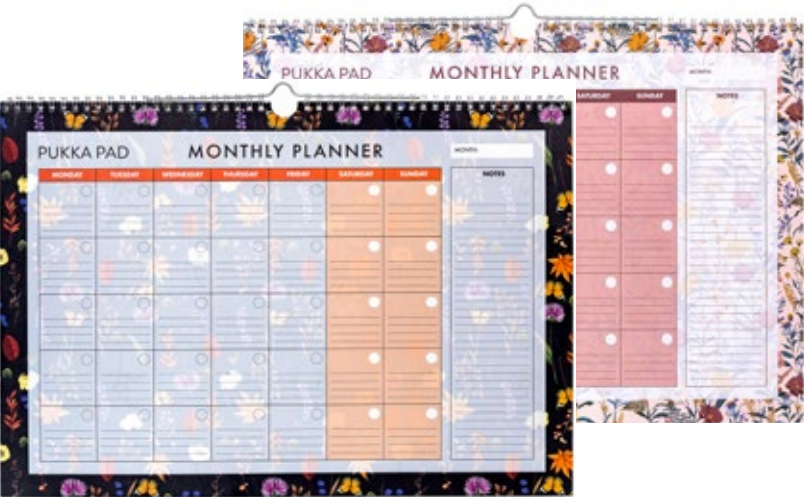 PUKKA PAD MONTHLY PLANNER MONTH:
SATURDAY SUNDAY NOTES
PUKKA PAD MONTHLY PLANNER MONTH:
MONDAY TUESDAY WEDNESDAY THURSDAY FRIDAY SATURDAY SUNDAY NOTES